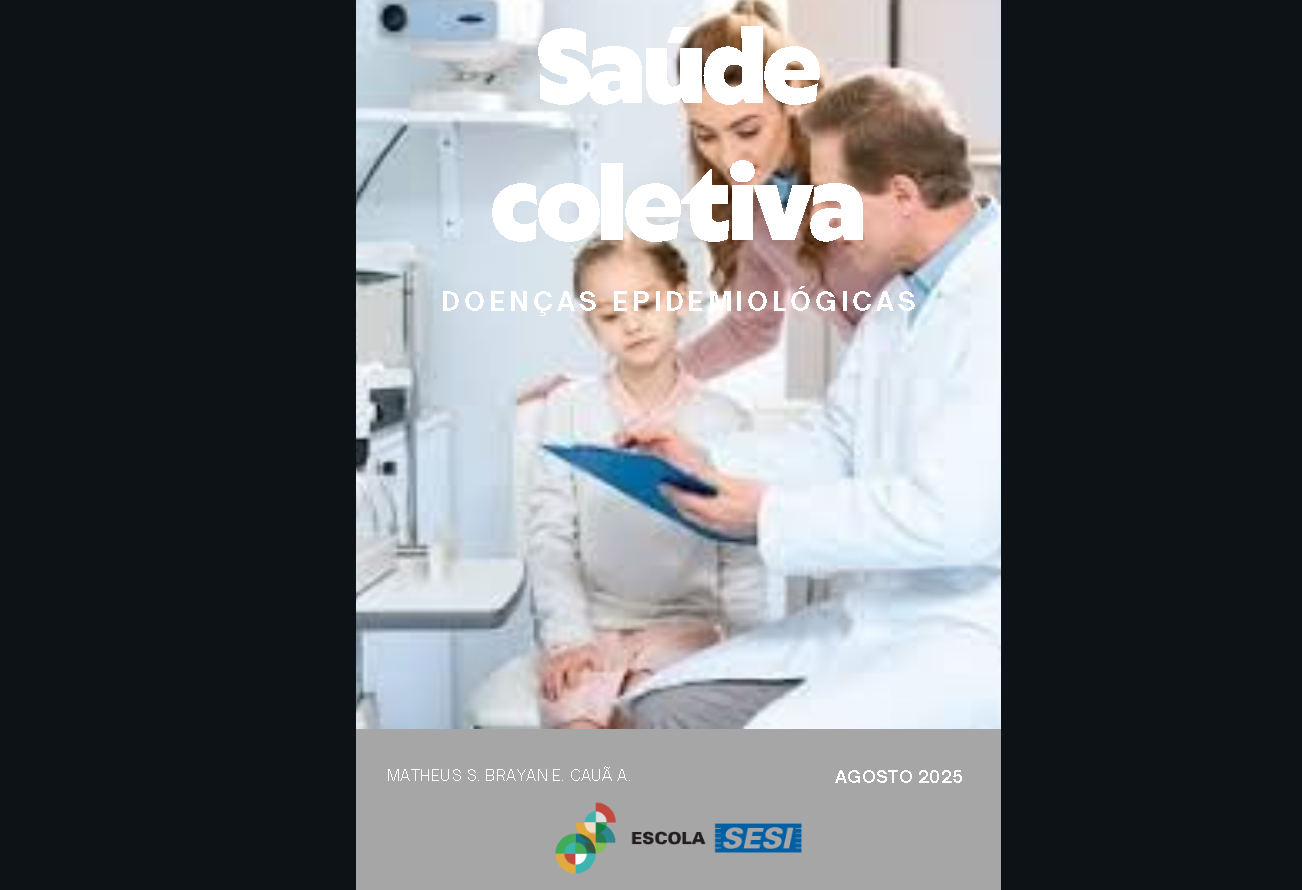 Saúde
coletiva
DOENÇAS EPIDEMIOLÓGICAS
MATHEUS S. BRAYAN E. CAUÃ A.
AGOSTO 2025
ESCOLA SESI